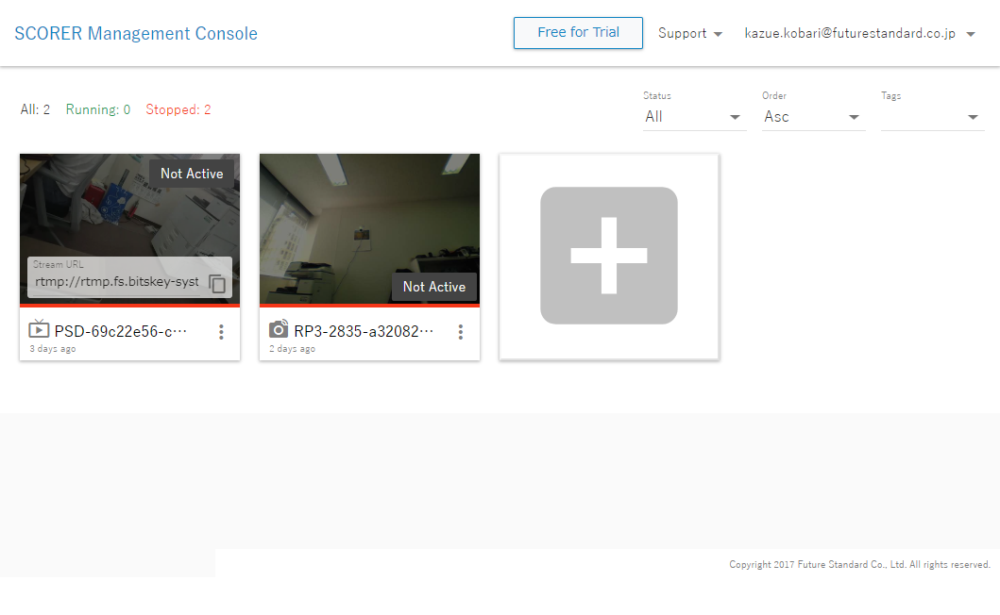 SCORER Management Console
Free for Trial
Support
kazue.kobari@futurestandard.co.jp
All: 2 Running: 0 Stopped: 2
Status
All
Order
Asc
Tags
Not Active
Stream URL
rtmp://rtmp.fs.bitskey-syst
PSD-69c22e56-c⋯
3 days ago
Not Active
RP3-2835-a32082⋯
2 days ago
Copyright 2017 Future Standard Co., Ltd. All rights reserved.